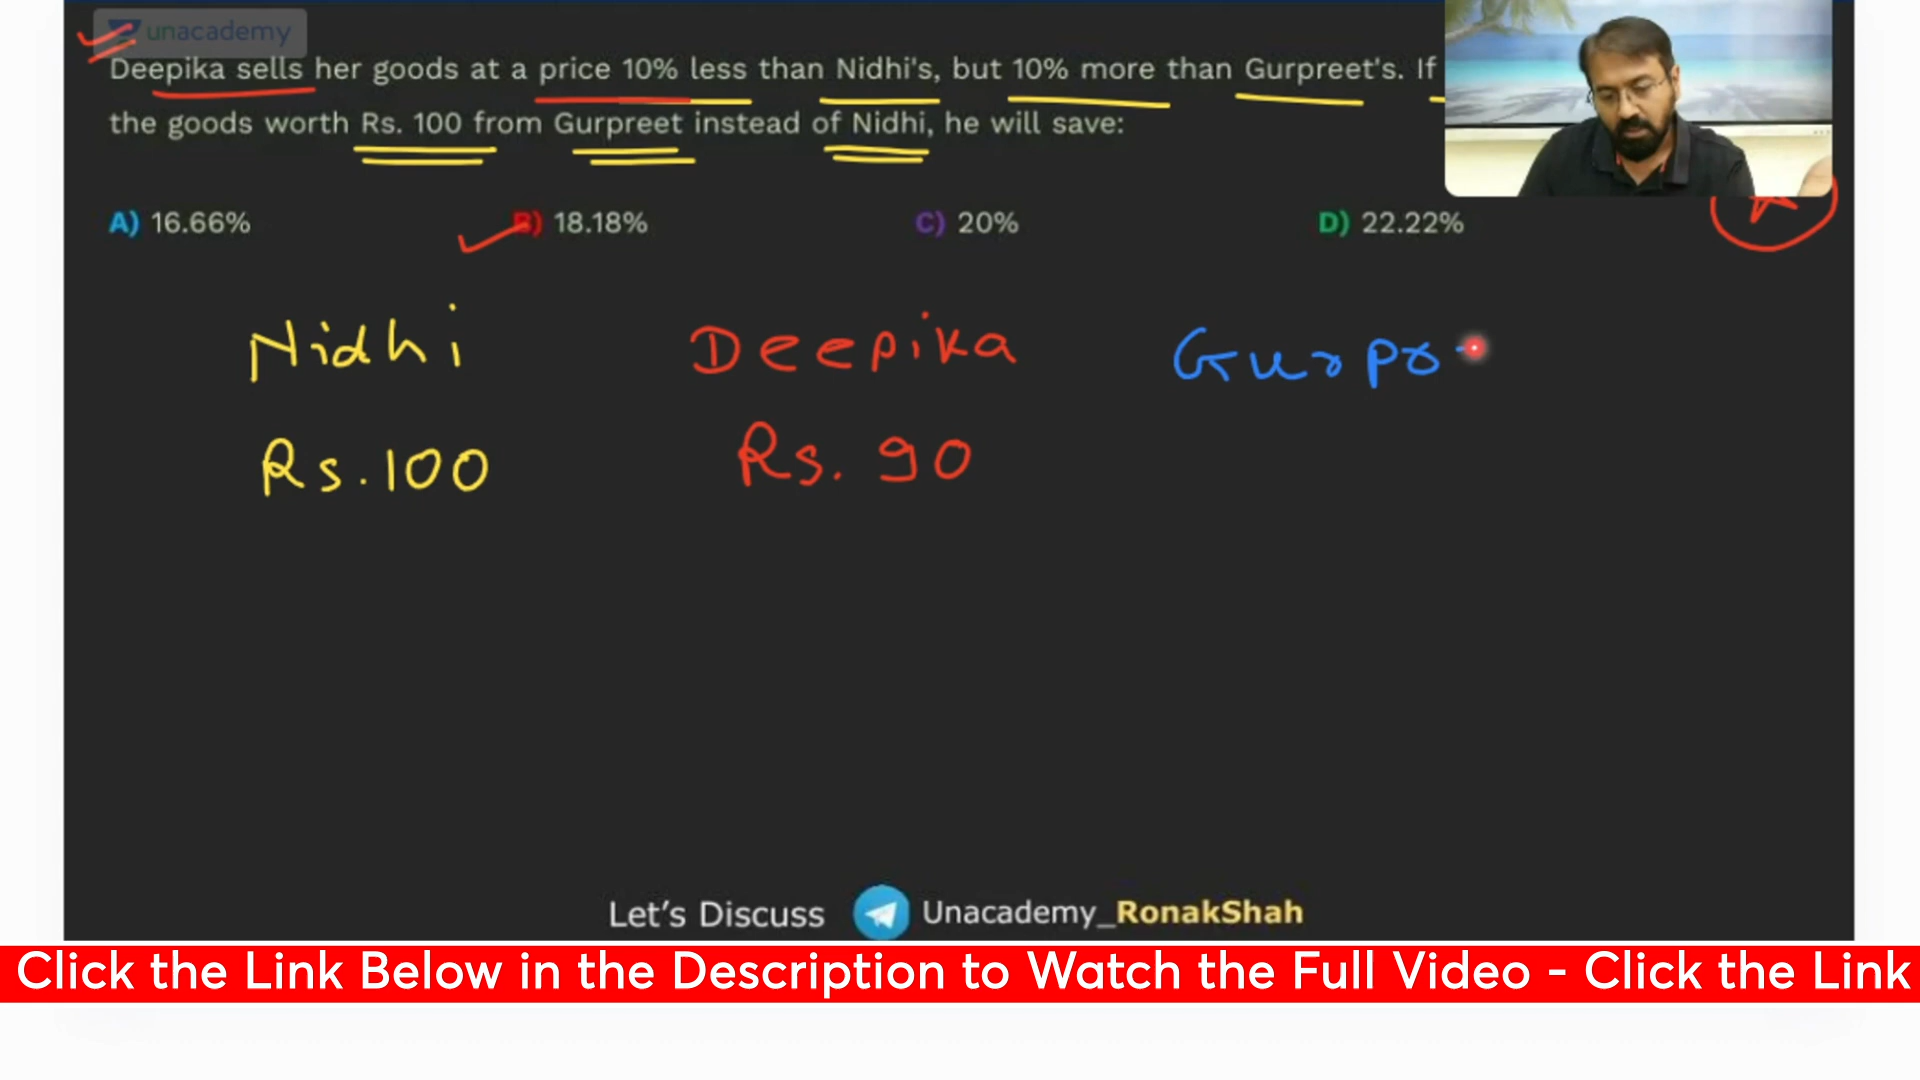 unacademy
Deepika sells her goods at a price 10% less than Nidhi's, but 10% more than Gurpreet's. If
the goods worth Rs. 100 from Gurpreet instead of Nidhi, he will save:
A) 16.66% B) 18.18% C) 20% D) 22.22%
Nidhi Deepika Gurpr
Rs.100 Rs. 90
Let's Discuss Unacademy_RonakShah
Click the Link Below in the Description to Watch the Full Video - Click the Link